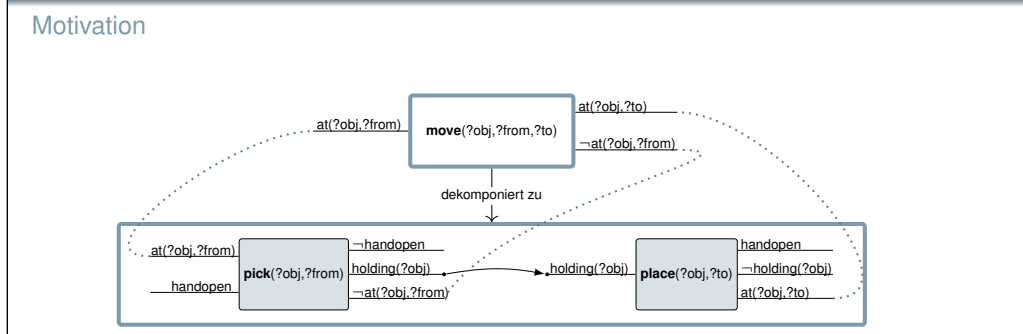 Motivation
at(?obj,?from)
move(?obj,?from,?to)
at(?obj,?to)
¬at(?obj,?from)
dekomponiert zu
at(?obj,?from)
handopen
pick(?obj,?from)
¬handopen
holding(?obj)
¬at(?obj,?from)
holding(?obj)
place(?obj,?to)
handopen
¬holding(?obj)
at(?obj,?to)